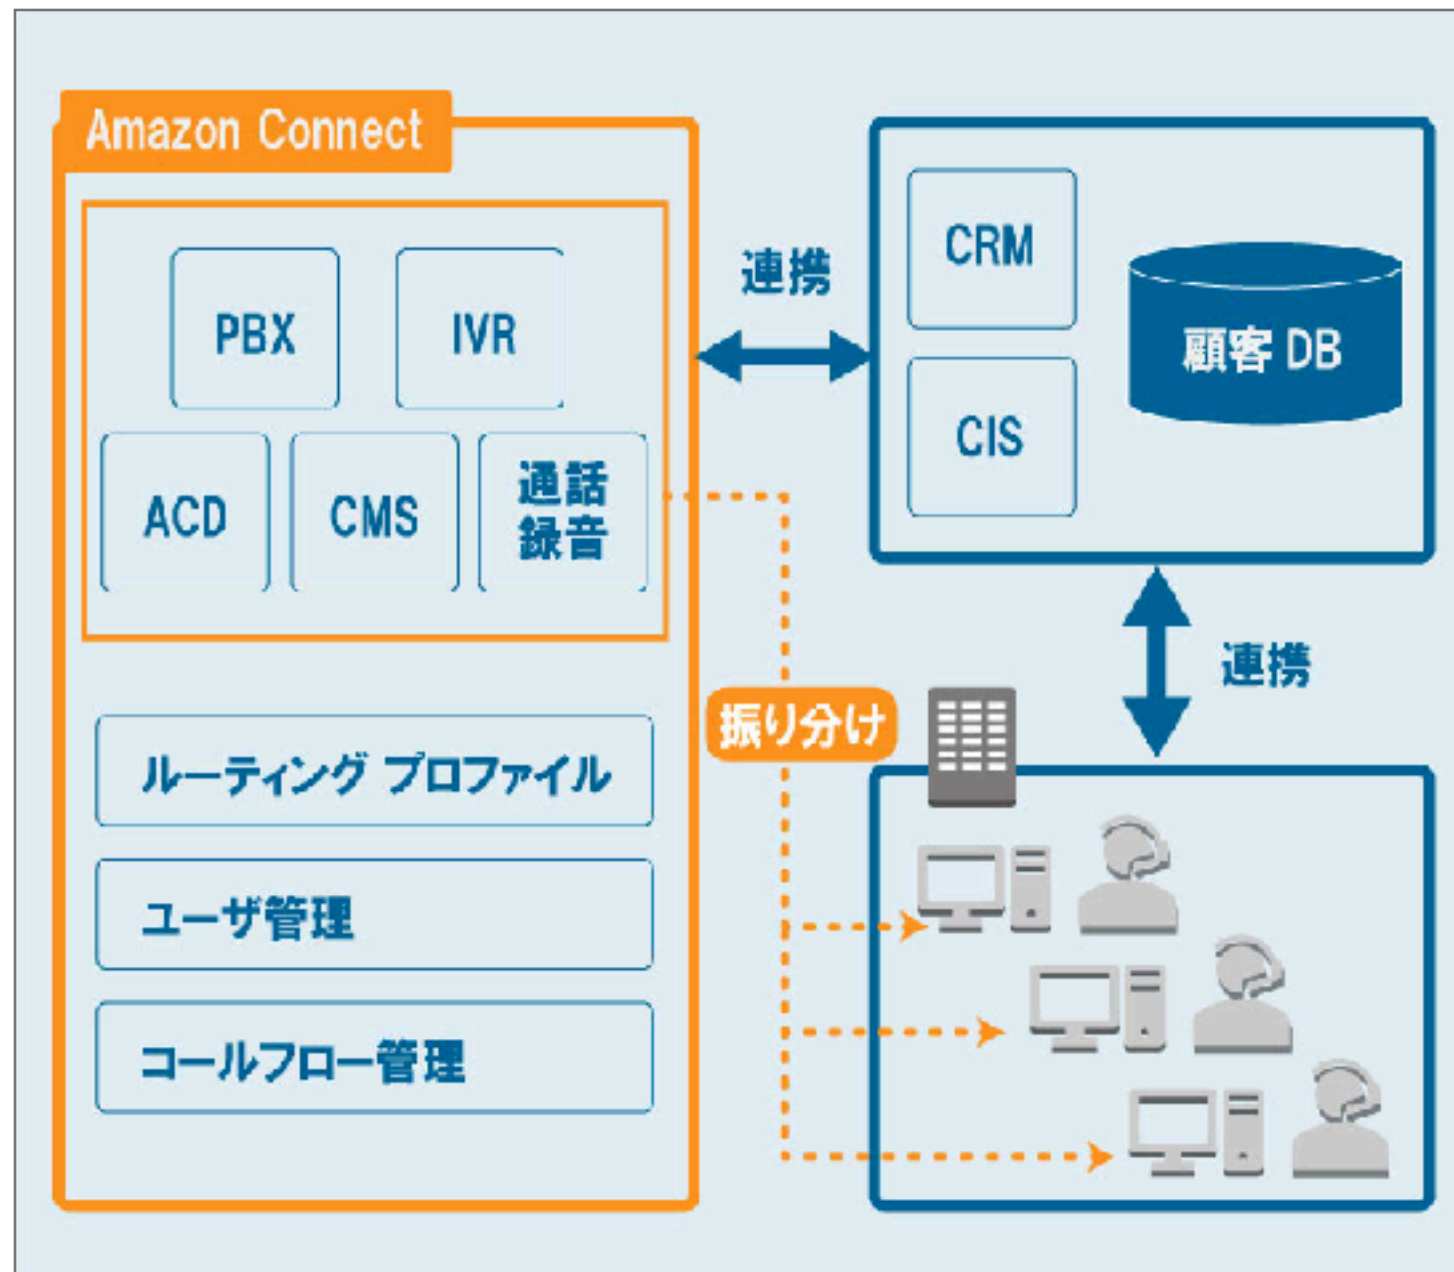 Amazon Connect
PBX
IVR
ACD
CMS
通話
録音
ルーティング プロファイル
ユーザ管理
コールフロー管理
連携
CRM
CIS
顧客 DB
連携
振り分け